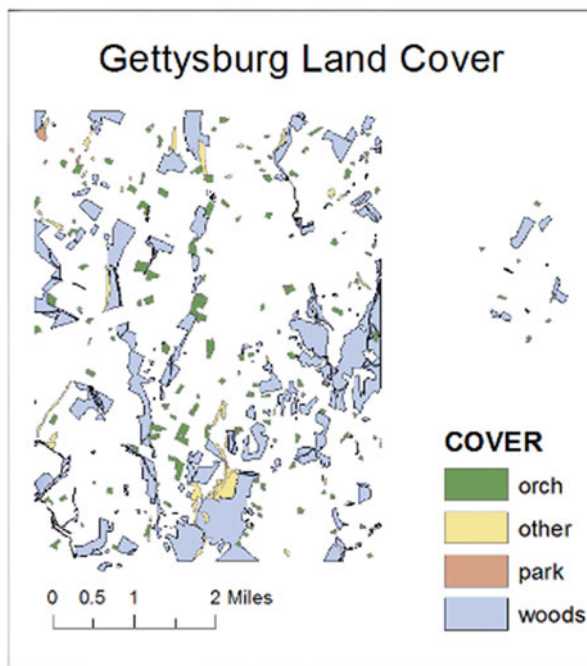 Gettysburg Land Cover
COVER
orch
other
park
woods
0 0.5 1 2 Miles